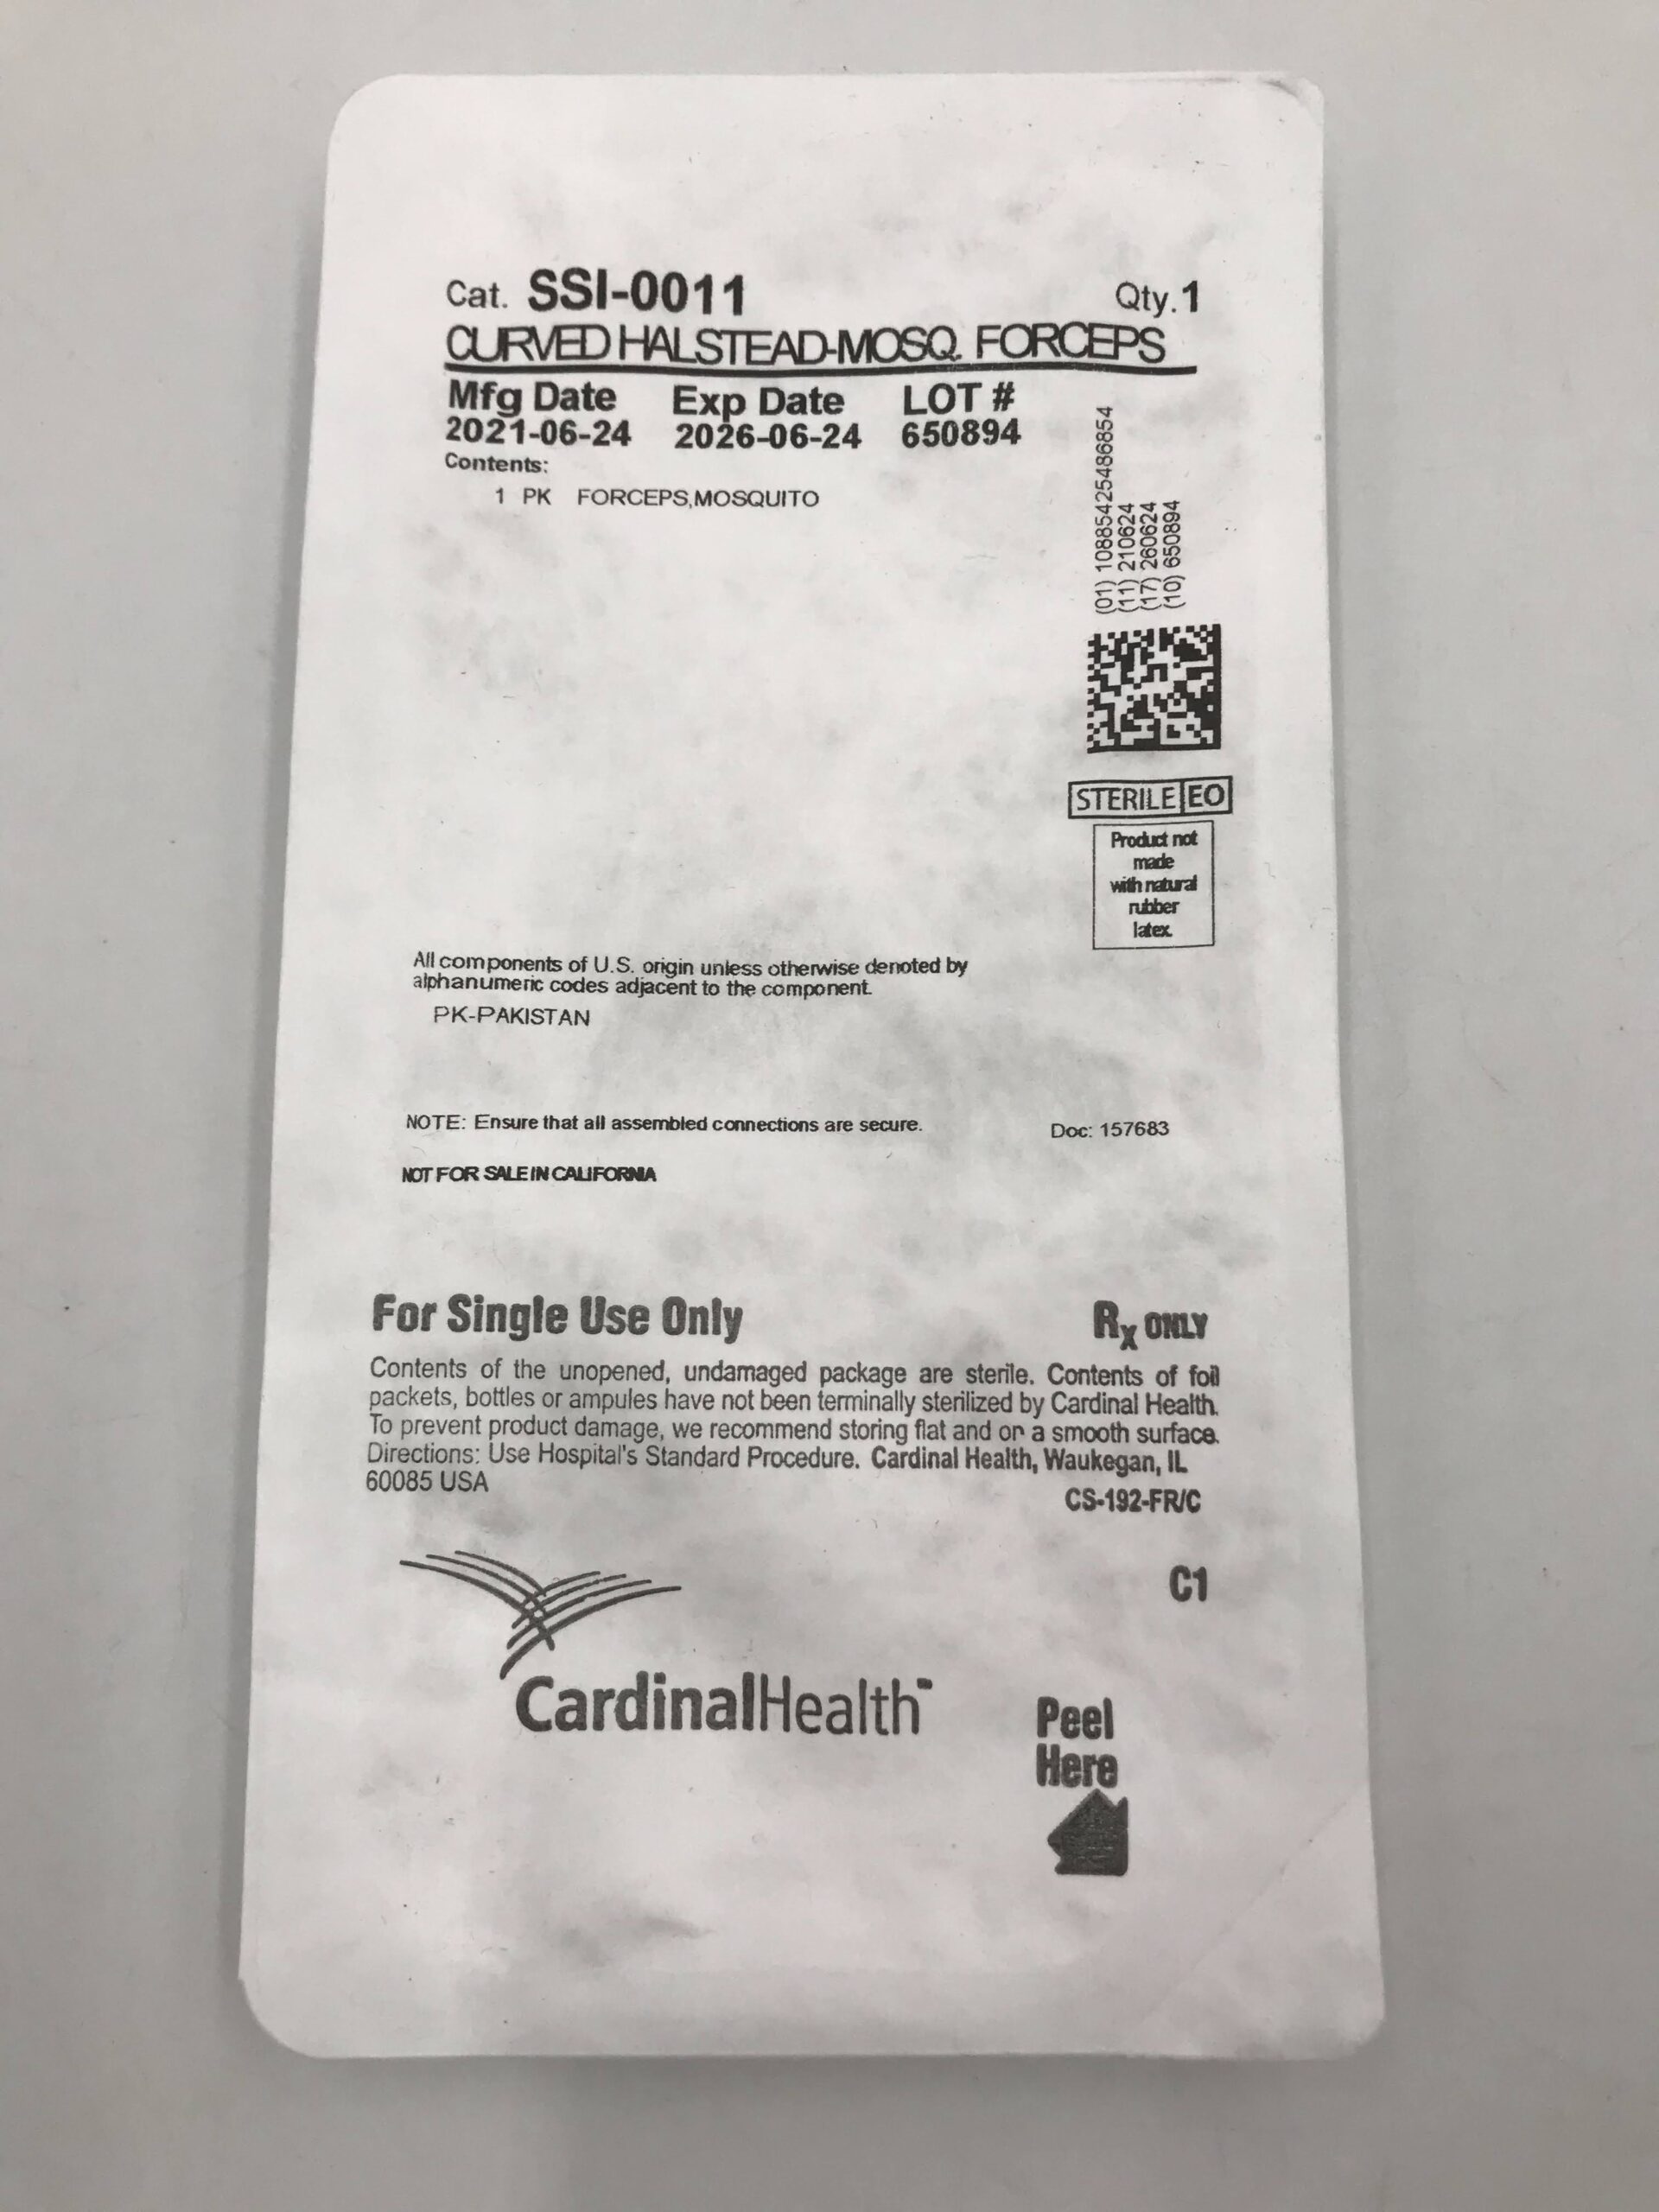 Cat. SSI-0011 Qty.1
CURVED HALSTEAD-MOSQ. FORCEPS
Mfg Date Exp Date LOT #
2021-06-24 2026-06-24 650894
Contents:
1 PK FORCEPS,MOSQUITO
(01) 10885425486854
(11) 210624
(17) 260624
(10) 650894
STERILE EO
Product not
made
with natural
rubber
latex.
All components of U.S. origin unless otherwise denoted by
alphanumeric codes adjacent to the component.
PK-PAKISTAN
NOTE: Ensure that all assembled connections are secure. Doc: 157683
NOT FOR SALE IN CALIFORNIA
For Single Use Only Rx ONLY
Contents of the unopened, undamaged package are sterile. Contents of foil
packets, bottles or ampules have not been terminally sterilized by Cardinal Health.
To prevent product damage, we recommend storing flat and on a smooth surface.
Directions: Use Hospital's Standard Procedure. Cardinal Health, Waukegan, IL
60085 USA
CS-192-FR/C
C1
CardinalHealth™
Peel
Here